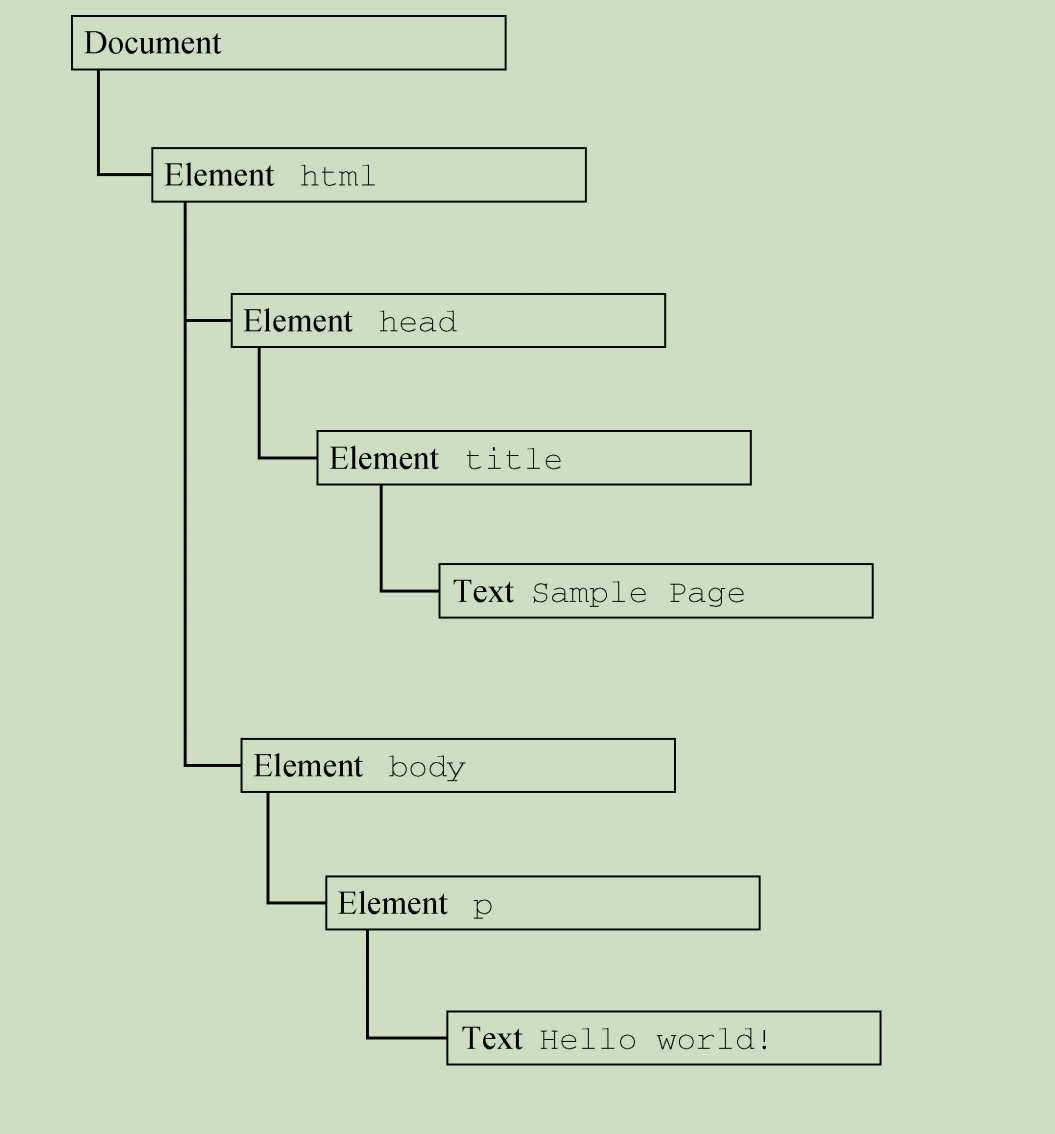 Document
Element html
Element head
Element title
Text Sample Page
Element body
Element p
Text Hello world!